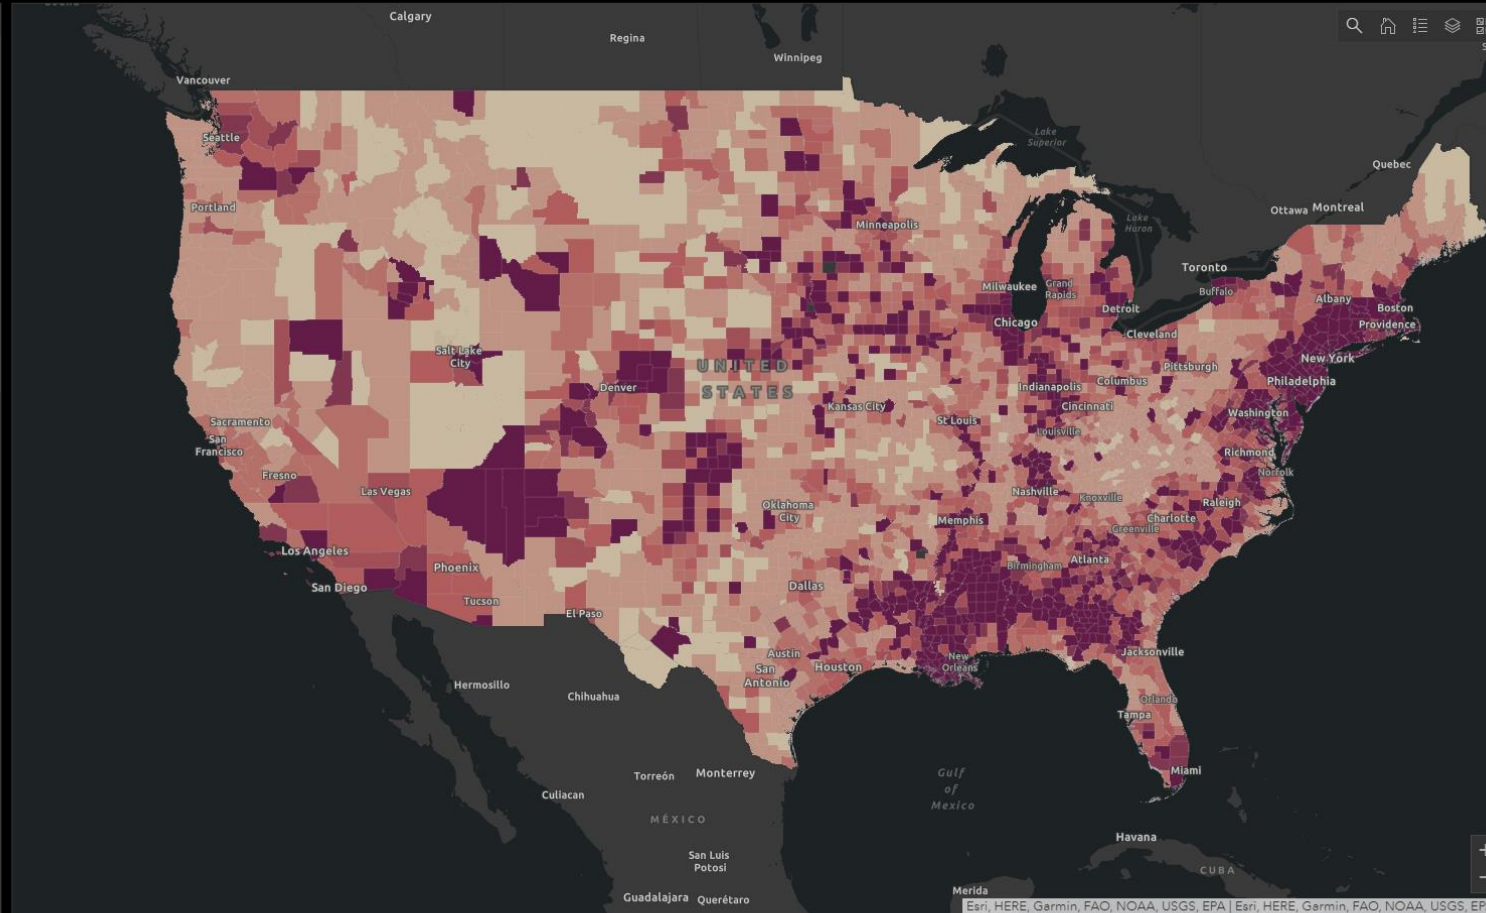 Calgary
Regina
Winnipeg
Vancouver
Seattle
Lake
Superior
Quebec
Portland
Ottawa
Montreal
Minneapolis
Lake
Huron
Toronto
Milwaukee
Grand
Rapids
Buffalo
Albany
Boston
Detroit
Chicago
Providence
Cleveland
Salt Lake
City
UNITED
STATES
New York
Pittsburgh
Denver
Indianapolis
Columbus
Philadelphia
Kansas City
Cincinnati
Washington
Sacramento
St Louis
Louisville
San
Francisco
Richmond
Fresno
Norfolk
Las Vegas
Nashville
Knoxville
Raleigh
Oklahoma
City
Memphis
Charlotte
Greenville
Los Angeles
Birmingham
Atlanta
Phoenix
San Diego
Dallas
Tucson
El Paso
Jacksonville
Austin
New
Orleans
San
Antonio
Houston
Hermosillo
Chihuahua
Orlando
Tampa
Torreón
Monterrey
Gulf
of
Mexico
Miami
Culiacan
MÉXICO
Havana
San Luis
Potosi
CUBA
Guadalajara
Querétaro
Merida
Esri, HERE, Garmin, FAO, NOAA, USGS, EPA | Esri, HERE, Garmin, FAO, NOAA, USGS, EP